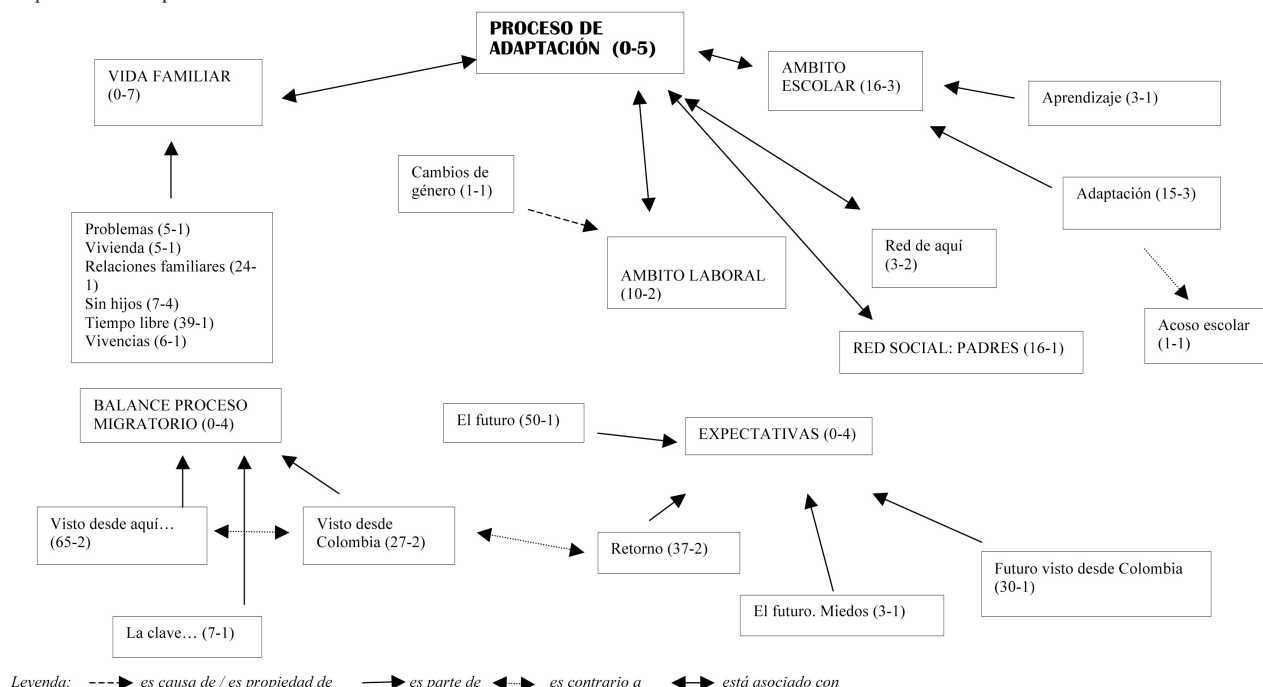 PROCESO DE
ADAPTACIÓN (0-5)
VIDA FAMILIAR
(0-7)
AMBITO
ESCOLAR (16-3)
Aprendizaje (3-1)
Cambios de
género (1-1)
Adaptación (15-3)
Problemas (5-1)
Vivienda (5-1)
Relaciones familiares (24-
1)
Sin hijos (7-4)
Tiempo libre (39-1)
Vivencias (6-1)
AMBITO LABORAL
(10-2)
Red de aquí
(3-2)
RED SOCIAL: PADRES (16-1)
Acoso escolar
(1-1)
BALANCE PROCESO
MIGRATORIO (0-4)
El futuro (50-1)
EXPECTATIVAS (0-4)
Visto desde aquí…
(65-2)
Visto desde
Colombia (27-2)
Retorno (37-2)
Futuro visto desde Colombia
(30-1)
El futuro. Miedos (3-1)
La clave… (7-1)
Leyenda: es causa de / es propiedad de es parte de es contrario a está asociado con